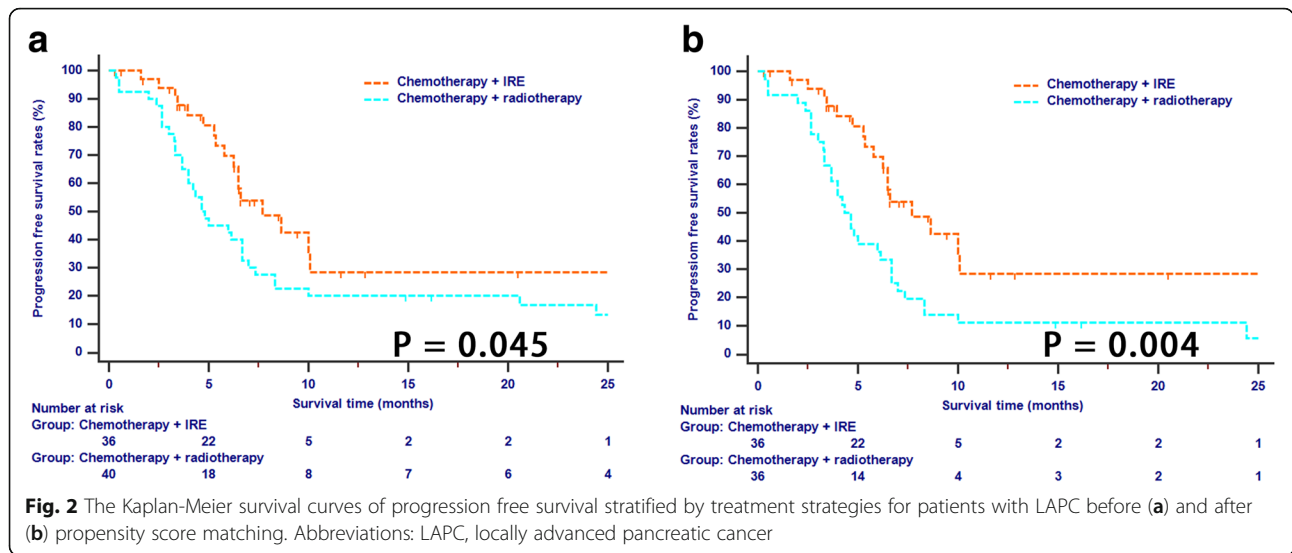 a
Progression free survival rates (%)
100
90
80
70
60
50
40
30
20
10
0
Chemotherapy + IRE
Chemotherapy + radiotherapy
P = 0.045
0 5 10 15 20 25
Survival time (months)
Number at risk
Group: Chemotherapy + IRE
36 22 5 2 2 1
Group: Chemotherapy + radiotherapy
40 18 8 7 6 4
b
Progression free survival rates (%)
100
90
80
70
60
50
40
30
20
10
0
Chemotherapy + IRE
Chemotherapy + radiotherapy
P = 0.004
0 5 10 15 20 25
Survival time (months)
Number at risk
Group: Chemotherapy + IRE
36 22 5 2 2 1
Group: Chemotherapy + radiotherapy
36 14 4 3 2 1
Fig. 2 The Kaplan-Meier survival curves of progression free survival stratified by treatment strategies for patients with LAPC before (a) and after
(b) propensity score matching. Abbreviations: LAPC, locally advanced pancreatic cancer